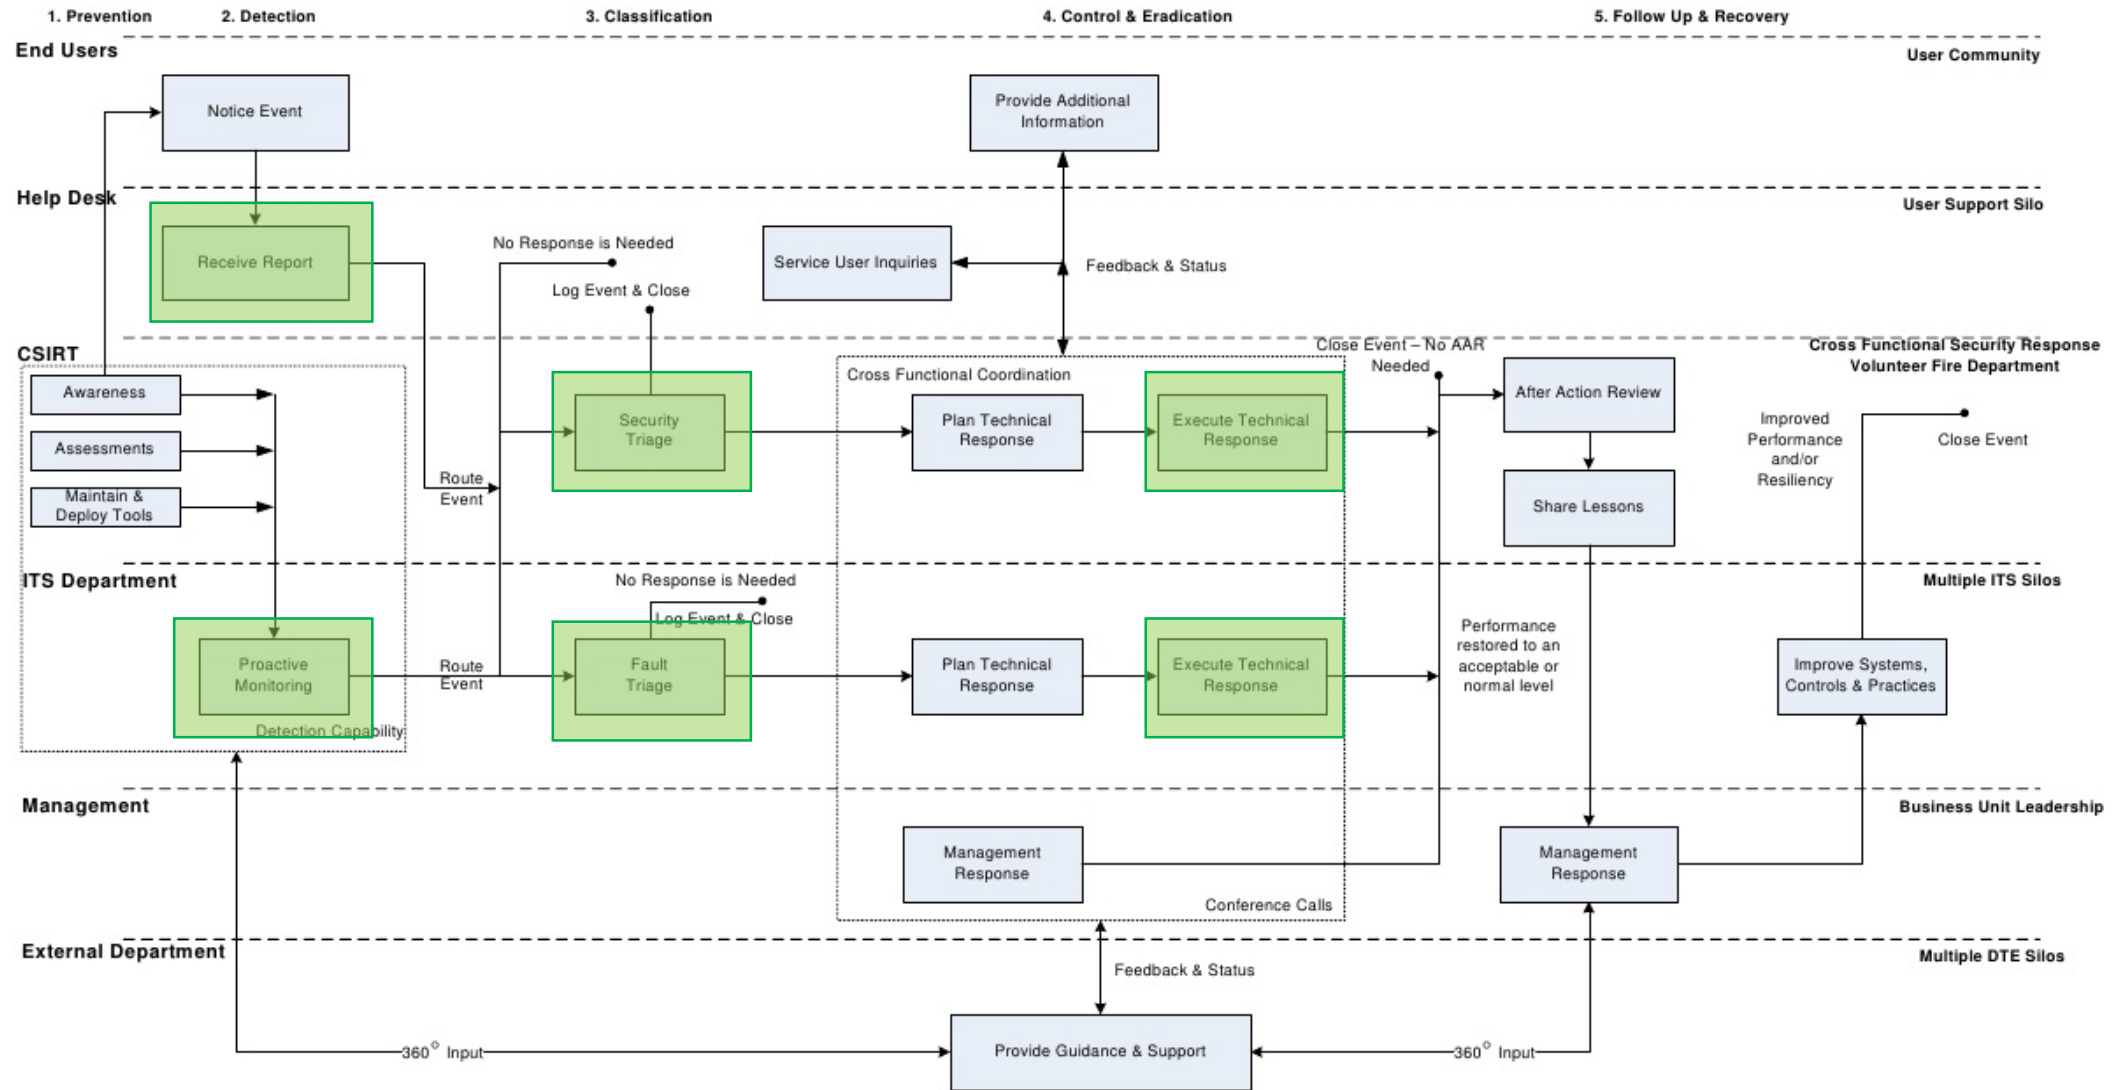 1. Prevention
2. Detection
3. Classification
4. Control & Eradication
5. Follow Up & Recovery
End Users
User Community
Notice Event
Provide Additional
Information
Help Desk
User Support Silo
Receive Report
No Response is Needed
Log Event & Close
Service User Inquiries
Feedback & Status
CSIRT
Close Event – No AAR
Needed
Cross Functional Security Response
Volunteer Fire Department
Awareness
Assessments
Maintain &
Deploy Tools
Route
Event
Security
Triage
Cross Functional Coordination
Plan Technical
Response
Execute Technical
Response
After Action Review
Share Lessons
Improved
Performance
and/or
Resiliency
Close Event
ITS Department
Multiple ITS Silos
Proactive
Monitoring
Detection Capability
Route
Event
No Response is Needed
Log Event & Close
Fault
Triage
Plan Technical
Response
Execute Technical
Response
Performance
restored to an
acceptable or
normal level
Improve Systems,
Controls & Practices
Management
Business Unit Leadership
Management
Response
Conference Calls
Management
Response
External Department
Multiple DTE Silos
Feedback & Status
360° Input
Provide Guidance & Support
360° Input